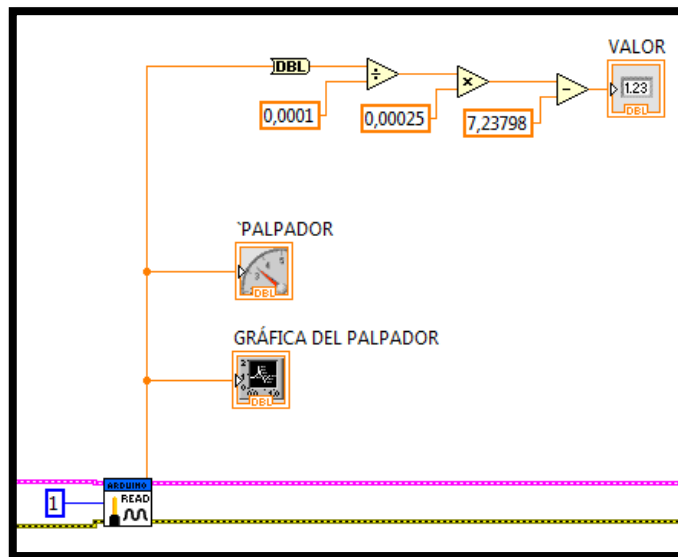 VALOR
DBL
÷
×
-
1.23
DBL
0,0001
0,00025
7,23798
`PALPADOR
DBL
GRÁFICA DEL PALPADOR
DBL
ARDUINO
1
READ